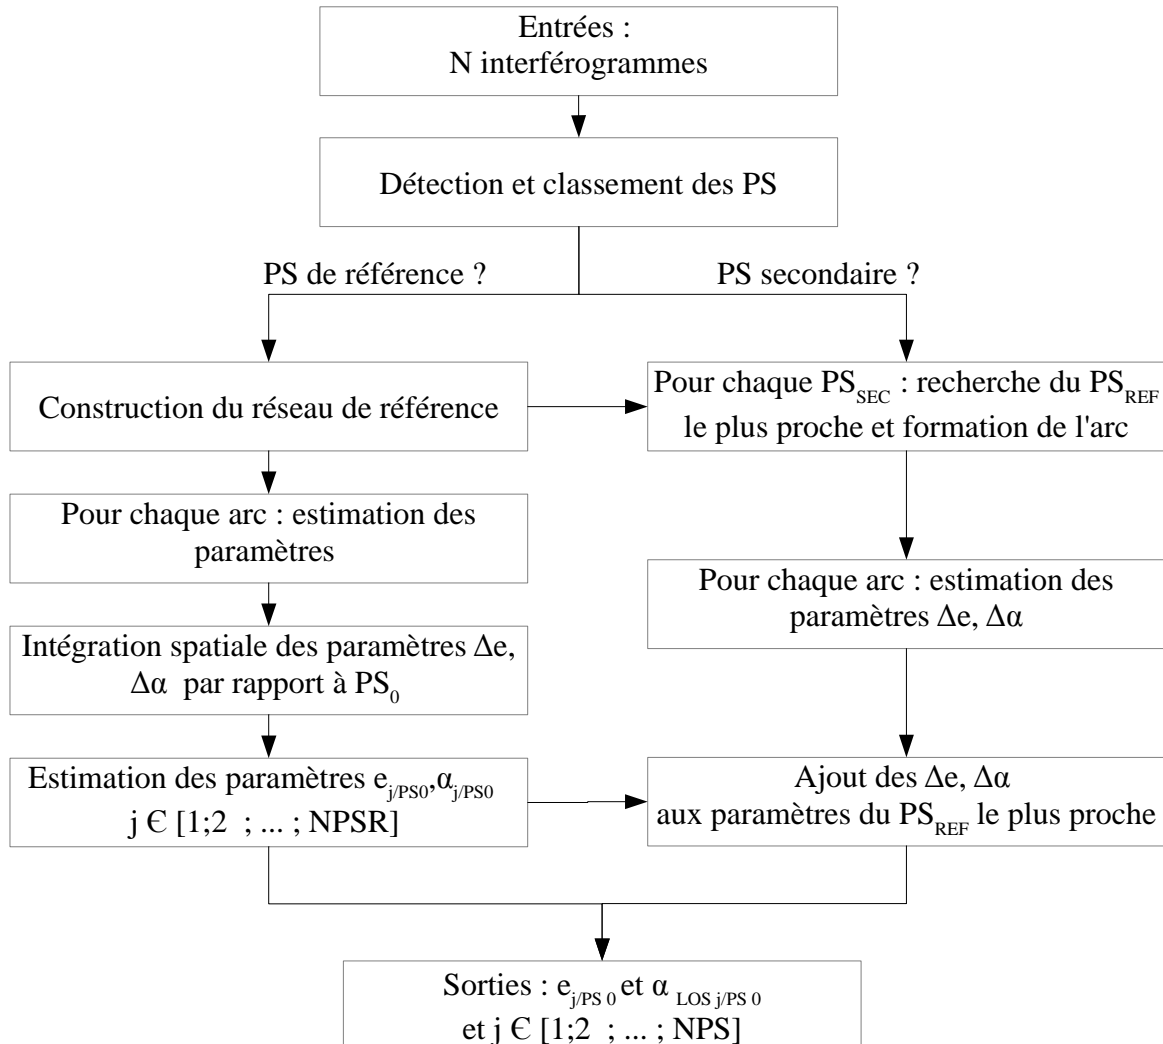 Entrées :
N interférogrammes
Détection et classement des PS
PS de référence ?
PS secondaire ?
Construction du réseau de référence
Pour chaque PS_SEC : recherche du PS_REF
le plus proche et formation de l'arc
Pour chaque arc : estimation des
paramètres
Pour chaque arc : estimation des
paramètres Δe, Δα
Intégration spatiale des paramètres Δe,
Δα par rapport à PS_0
Estimation des paramètres e_j/PS0,α_j/PS0
j Є [1;2 ; ... ; NPSR]
Ajout des Δe, Δα
aux paramètres du PS_REF le plus proche
Sorties : e_j/PS 0 et α_LOS j/PS 0
et j Є [1;2 ; ... ; NPS]